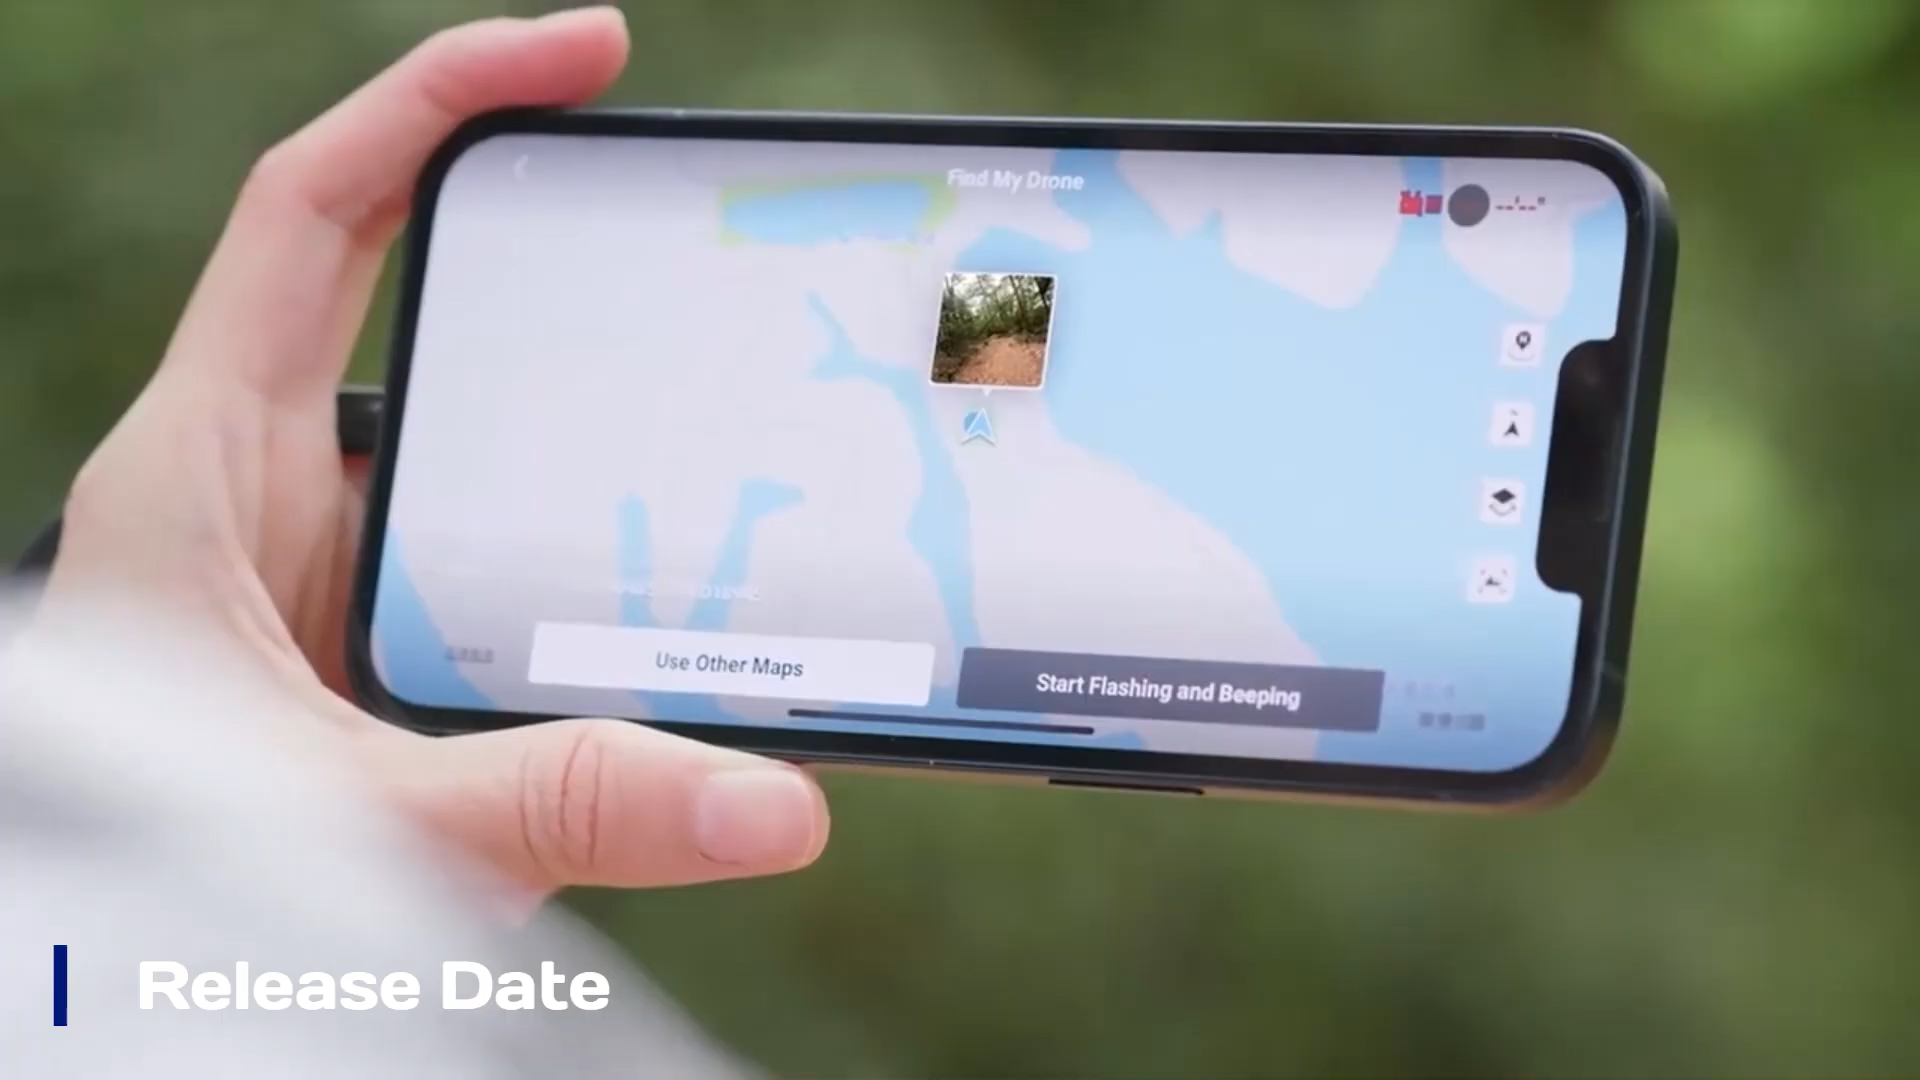 Find My Drone
Use Other Maps
Start Flashing and Beeping
Release Date